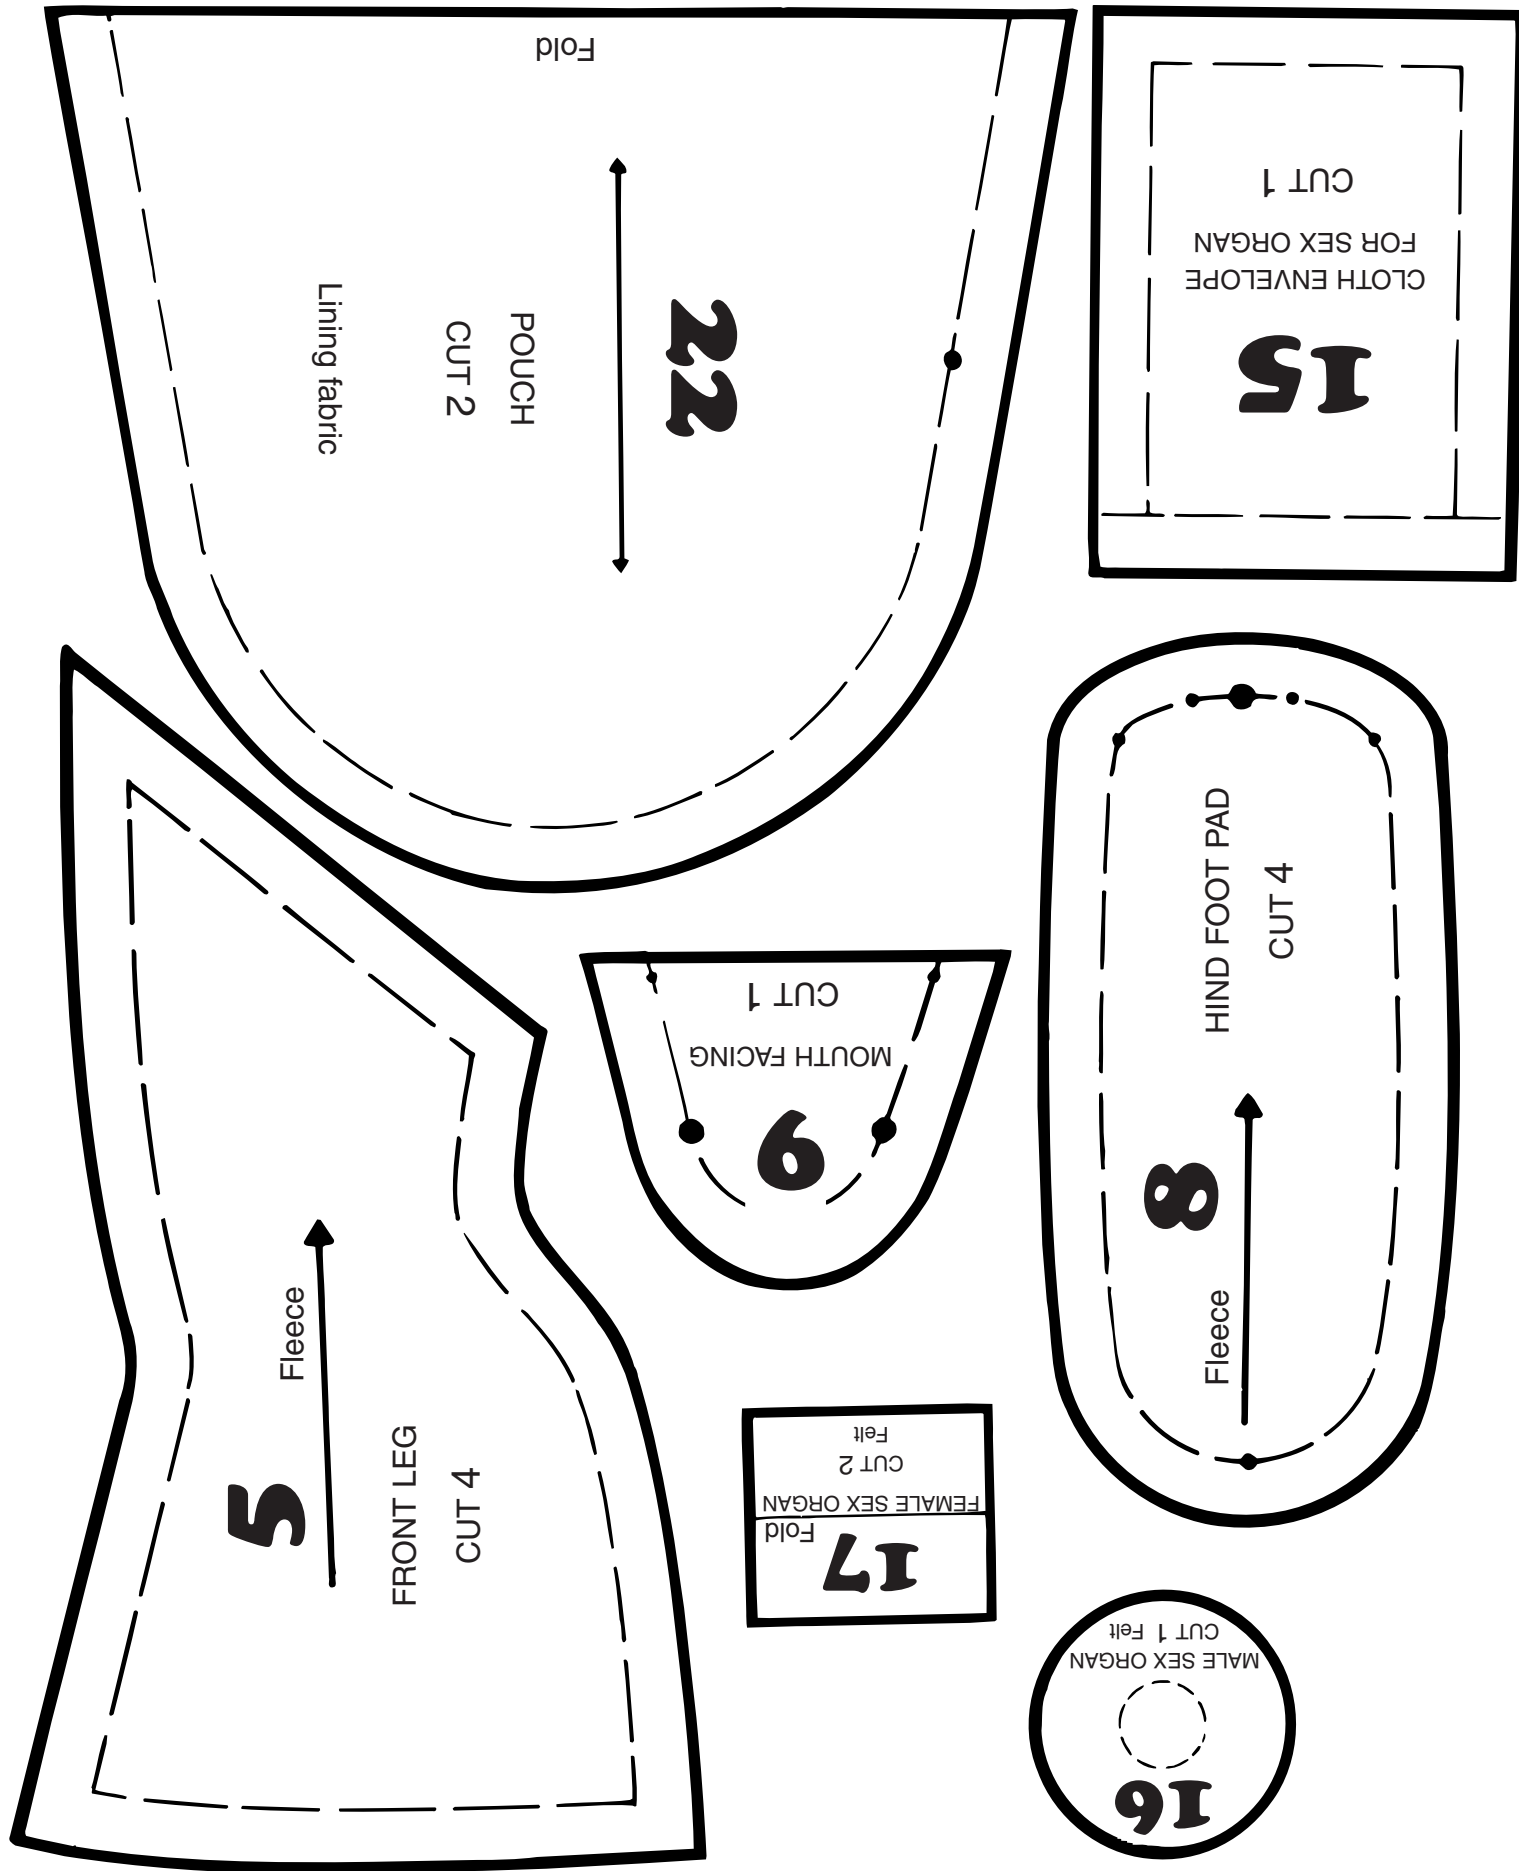 Fold
22
POUCH
CUT 2
Lining fabric
15
CLOTH ENVELOPE
FOR SEX ORGAN
CUT 1
5
Fleece
FRONT LEG
CUT 4
9
MOUTH FACING
CUT 1
8
Fleece
HIND FOOT PAD
CUT 4
17
Fold
FEMALE SEX ORGAN
CUT 2
Felt
16
MALE SEX ORGAN
CUT 1 Felt